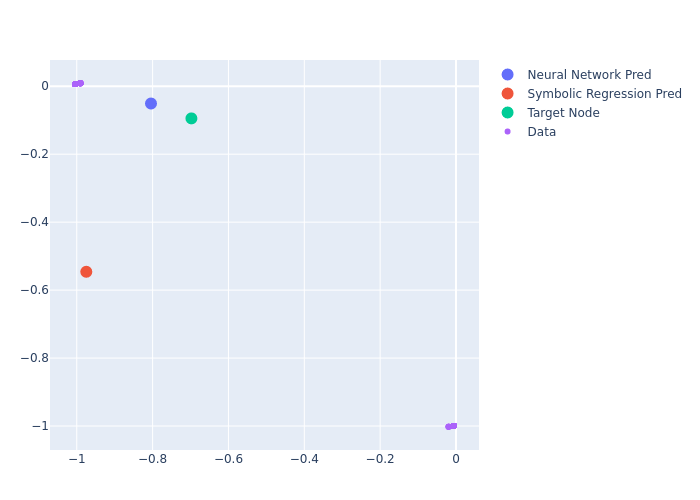 Neural Network Pred
Symbolic Regression Pred
Target Node
Data
0
−0.2
−0.4
−0.6
−0.8
−1
−1 −0.8 −0.6 −0.4 −0.2 0